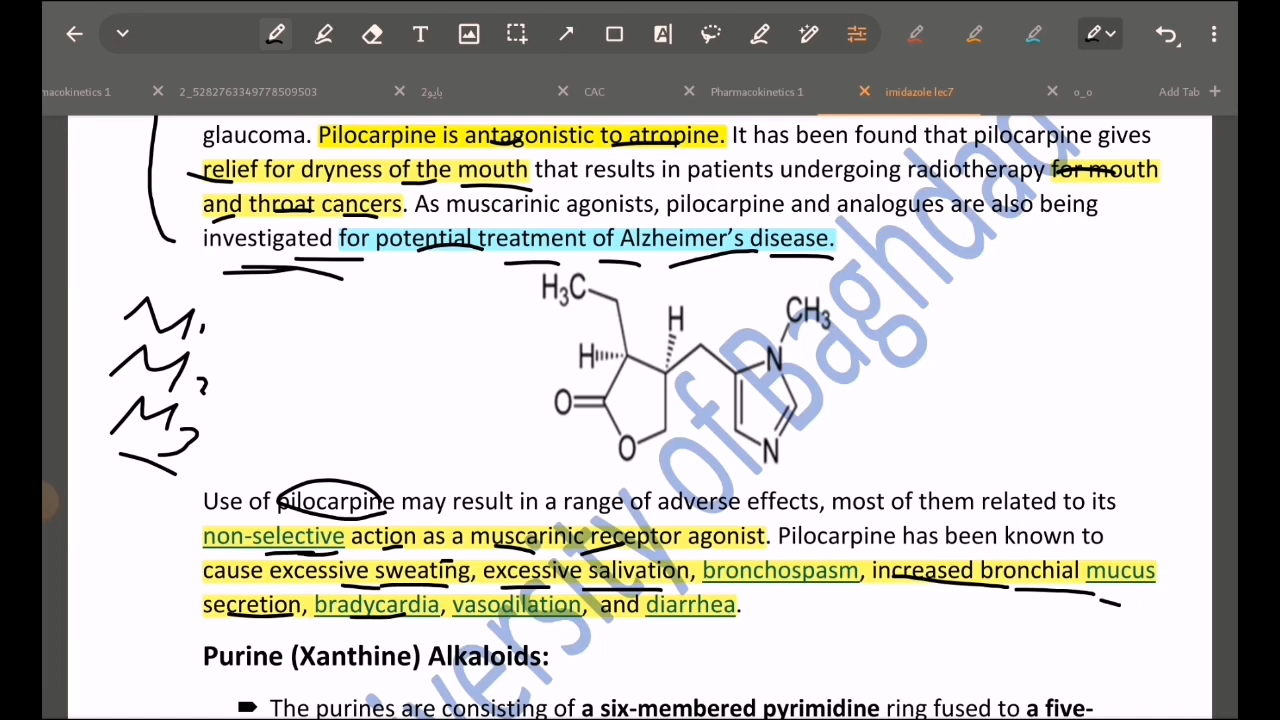 T
A
macokinetics 1
2_5282763349778509503
بايو2
CAC
Pharmacokinetics 1
imidazole lec7
o_o
Add Tab +
glaucoma. Pilocarpine is antagonistic to atropine. It has been found that pilocarpine gives
relief for dryness of the mouth that results in patients undergoing radiotherapy for mouth
and throat cancers. As muscarinic agonists, pilocarpine and analogues are also being
investigated for potential treatment of Alzheimer's disease.
H₃C
H
CH₃
H
N
O
O
N
M1
M2
M3
Use of pilocarpine may result in a range of adverse effects, most of them related to its
non-selective action as a muscarinic receptor agonist. Pilocarpine has been known to
cause excessive sweating, excessive salivation, bronchospasm, increased bronchial mucus
secretion, bradycardia, vasodilation, and diarrhea.
Purine (Xanthine) Alkaloids:
The purines are consisting of a six-membered pyrimidine ring fused to a five-
versity of Baghdad